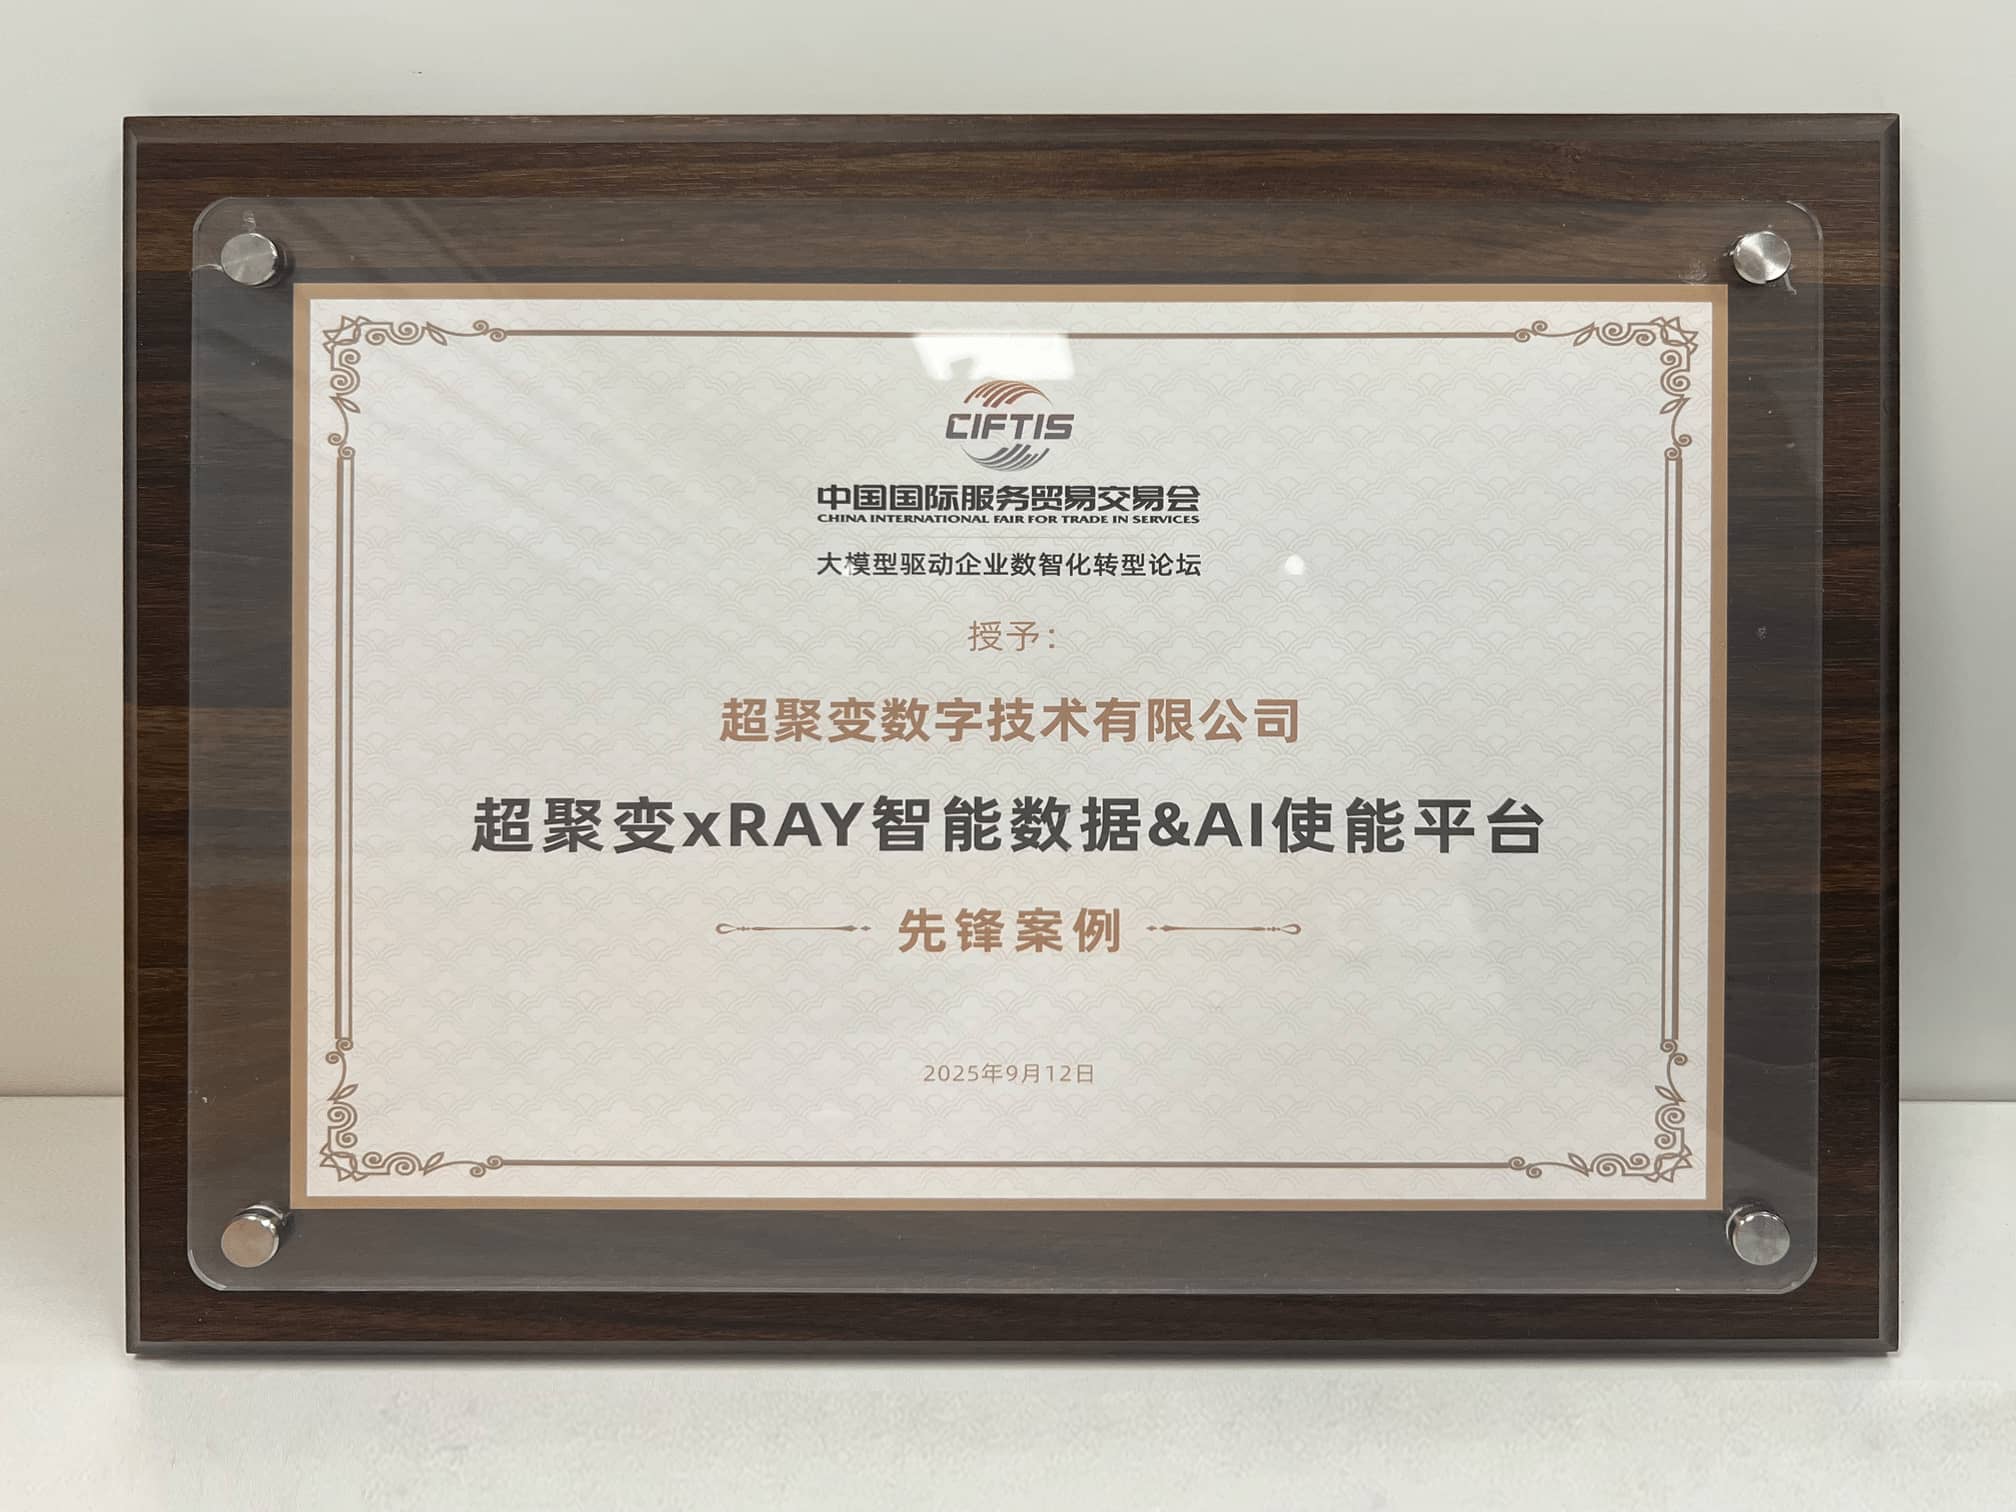 CIFTIS
中国国际服务贸易交易会
CHINA INTERNATIONAL FAIR FOR TRADE IN SERVICES
大模型驱动企业数智化转型论坛
授予：
超聚变数字技术有限公司
超聚变xRAY智能数据&AI使能平台
先锋案例
2025年9月12日